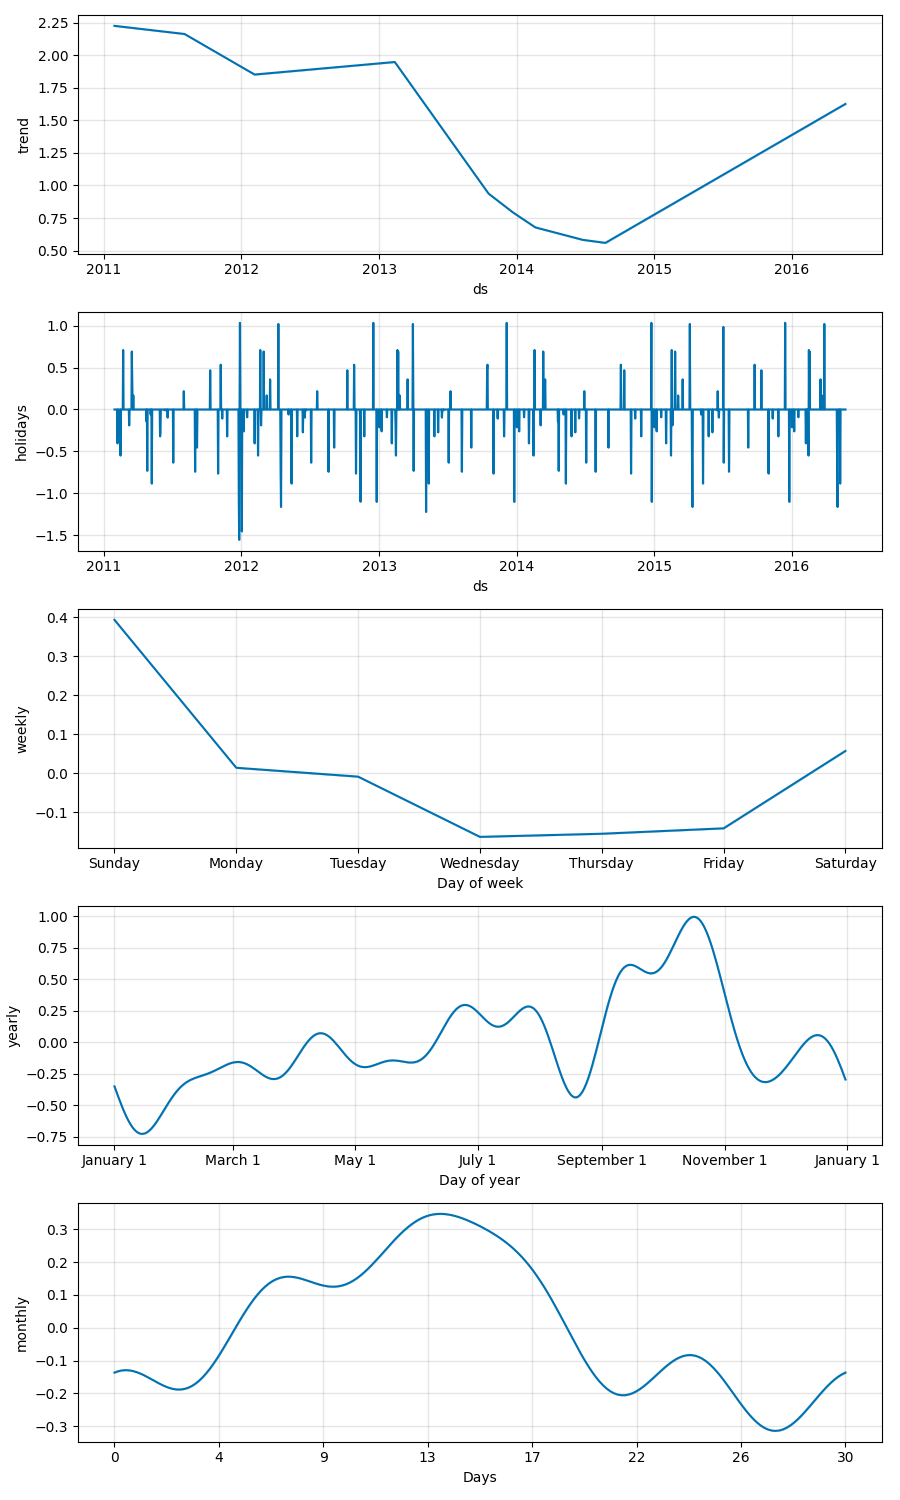 2.25
2.00
1.75
1.50
1.25
1.00
0.75
0.50
trend
2011 2012 2013 2014 2015 2016
ds
1.0
0.5
0.0
−0.5
−1.0
−1.5
holidays
2011 2012 2013 2014 2015 2016
ds
0.4
0.3
0.2
0.1
0.0
−0.1
weekly
Sunday Monday Tuesday Wednesday Thursday Friday Saturday
Day of week
1.00
0.75
0.50
0.25
0.00
−0.25
−0.50
−0.75
yearly
January 1 March 1 May 1 July 1 September 1 November 1 January 1
Day of year
0.3
0.2
0.1
0.0
−0.1
−0.2
−0.3
monthly
0 4 9 13 17 22 26 30
Days